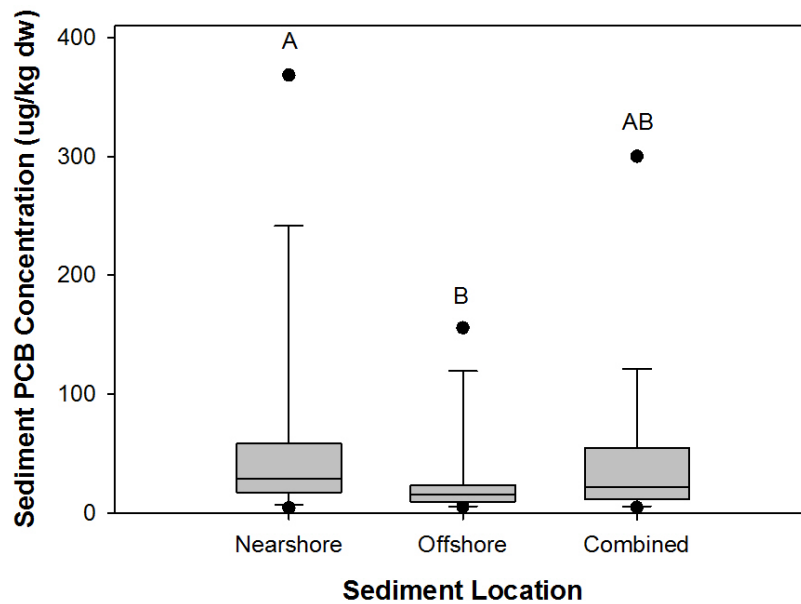 Sediment PCB Concentration (ug/kg dw)
400
300
200
100
0
A
B
AB
Nearshore Offshore Combined
Sediment Location